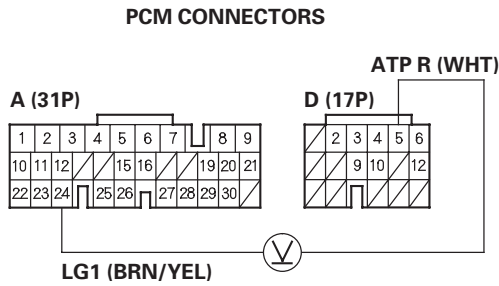 PCM CONNECTORS
ATP R (WHT)
A (31P)
D (17P)
1 2 3 4 5 6 7 8 9
10 11 12 15 16 19 20 21
22 23 24 25 26 27 28 29 30
2 3 4 5 6
9 10 12
V
LG1 (BRN/YEL)